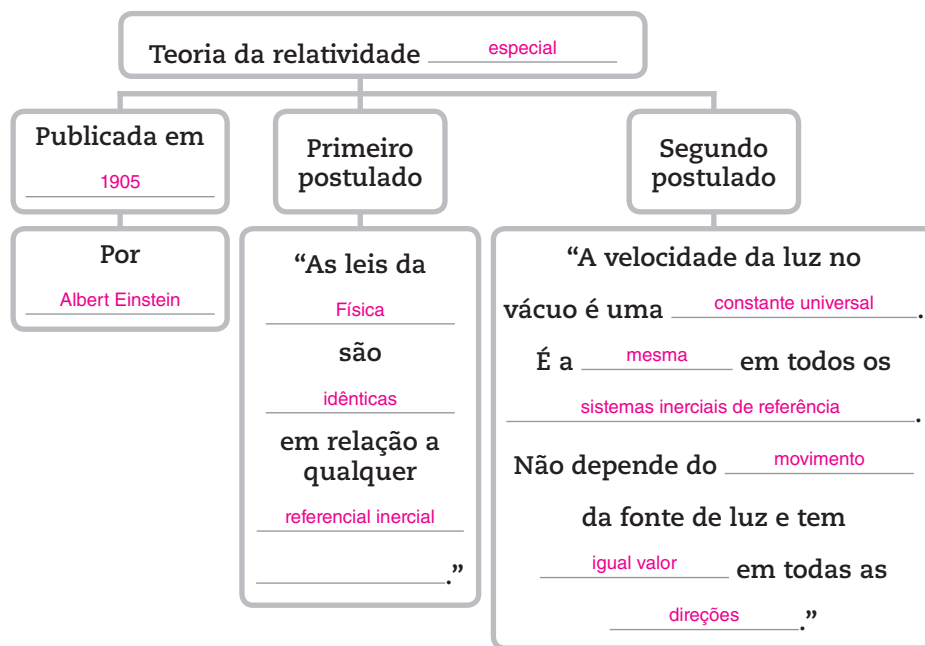 Teoria da relatividade especial
Publicada em
1905
Por
Albert Einstein
Primeiro
postulado
“As leis da
Física
são
idênticas
em relação a
qualquer
referencial inercial
.”
Segundo
postulado
“A velocidade da luz no
vácuo é uma constante universal.
É a mesma em todos os
sistemas inerciais de referência.
Não depende do movimento
da fonte de luz e tem
igual valor em todas as
direções.”